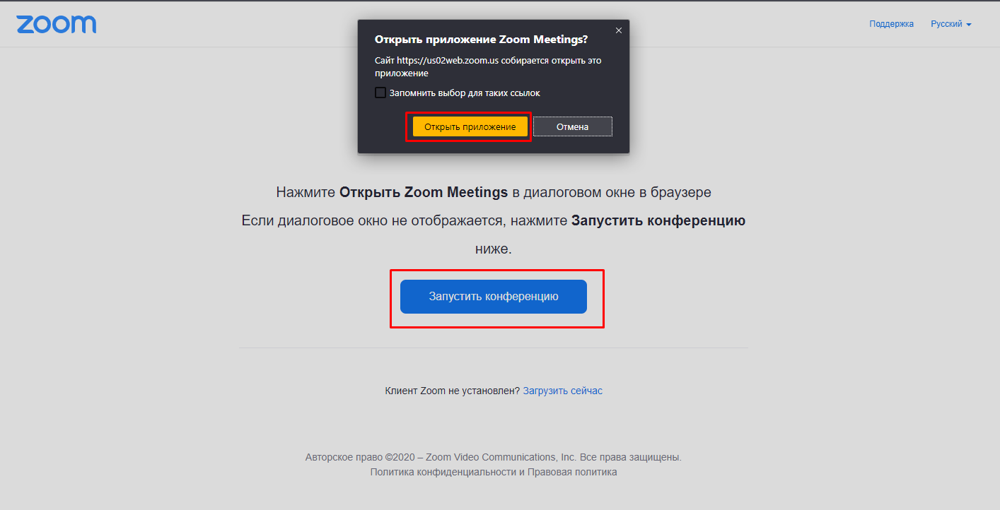 zoom
Поддержка
Русский
Открыть приложение Zoom Meetings?
Сайт https://us02web.zoom.us собирается открыть это
приложение
Запомнить выбор для таких ссылок
Открыть приложение
Отмена
Нажмите Открыть Zoom Meetings в диалоговом окне в браузере
Если диалоговое окно не отображается, нажмите Запустить конференцию
ниже.
Запустить конференцию
Клиент Zoom не установлен? Загрузить сейчас
Авторское право ©2020 – Zoom Video Communications, Inc. Все права защищены.
Политика конфиденциальности и Правовая политика